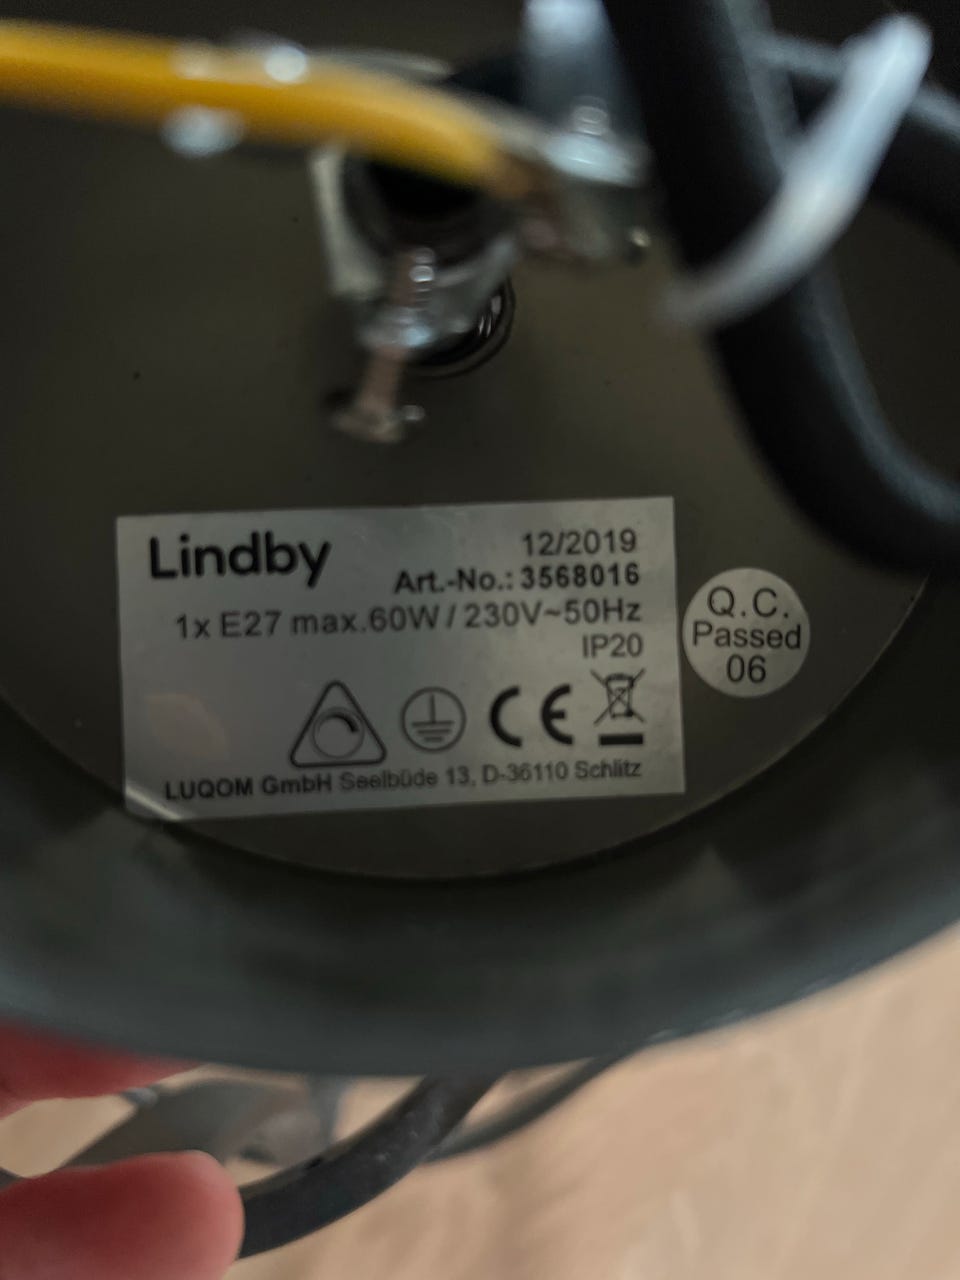 Lindby
12/2019
Art.-No.: 3568016
1x E27 max.60W / 230V~50Hz
IP20
CE
LUQOM GmbH Seelbüde 13, D-36110 Schlitz
Q.C.
Passed
06